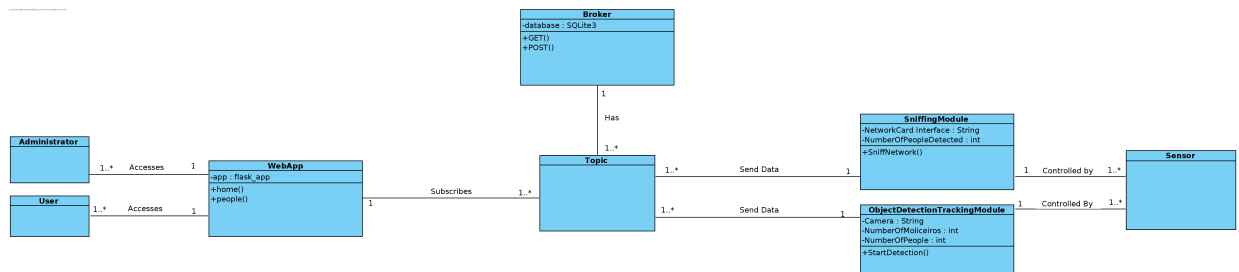 Broker
-database : SQLite3
+GET()
+POST()
1
Has
1..*
Administrator
1..*
Accesses
1
User
1..*
Accesses
1
WebApp
-app : flask_app
+home()
+people()
1
Subscribes
1..*
Topic
1..*
Send Data
1
1..*
Send Data
1
SniffingModule
-NetworkCard Interface : String
-NumberOfPeopleDetected : int
+SniffNetwork()
1
Controlled by
1..*
ObjectDetectionTrackingModule
-Camera : String
-NumberOfMoliceiros : int
-NumberOfPeople : int
+StartDetection()
1
Controlled By
1..*
Sensor